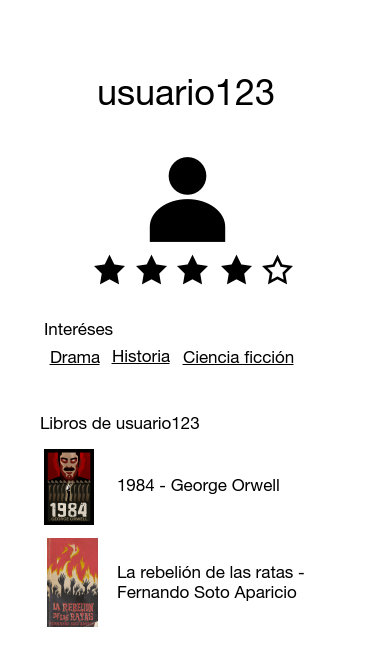 usuario123
Interéses
Drama Historia Ciencia ficción
Libros de usuario123
1984
GEORGE ORWELL
1984 - George Orwell
LA REBELIÓN
DE LAS RATAS
La rebelión de las ratas -
Fernando Soto Aparicio